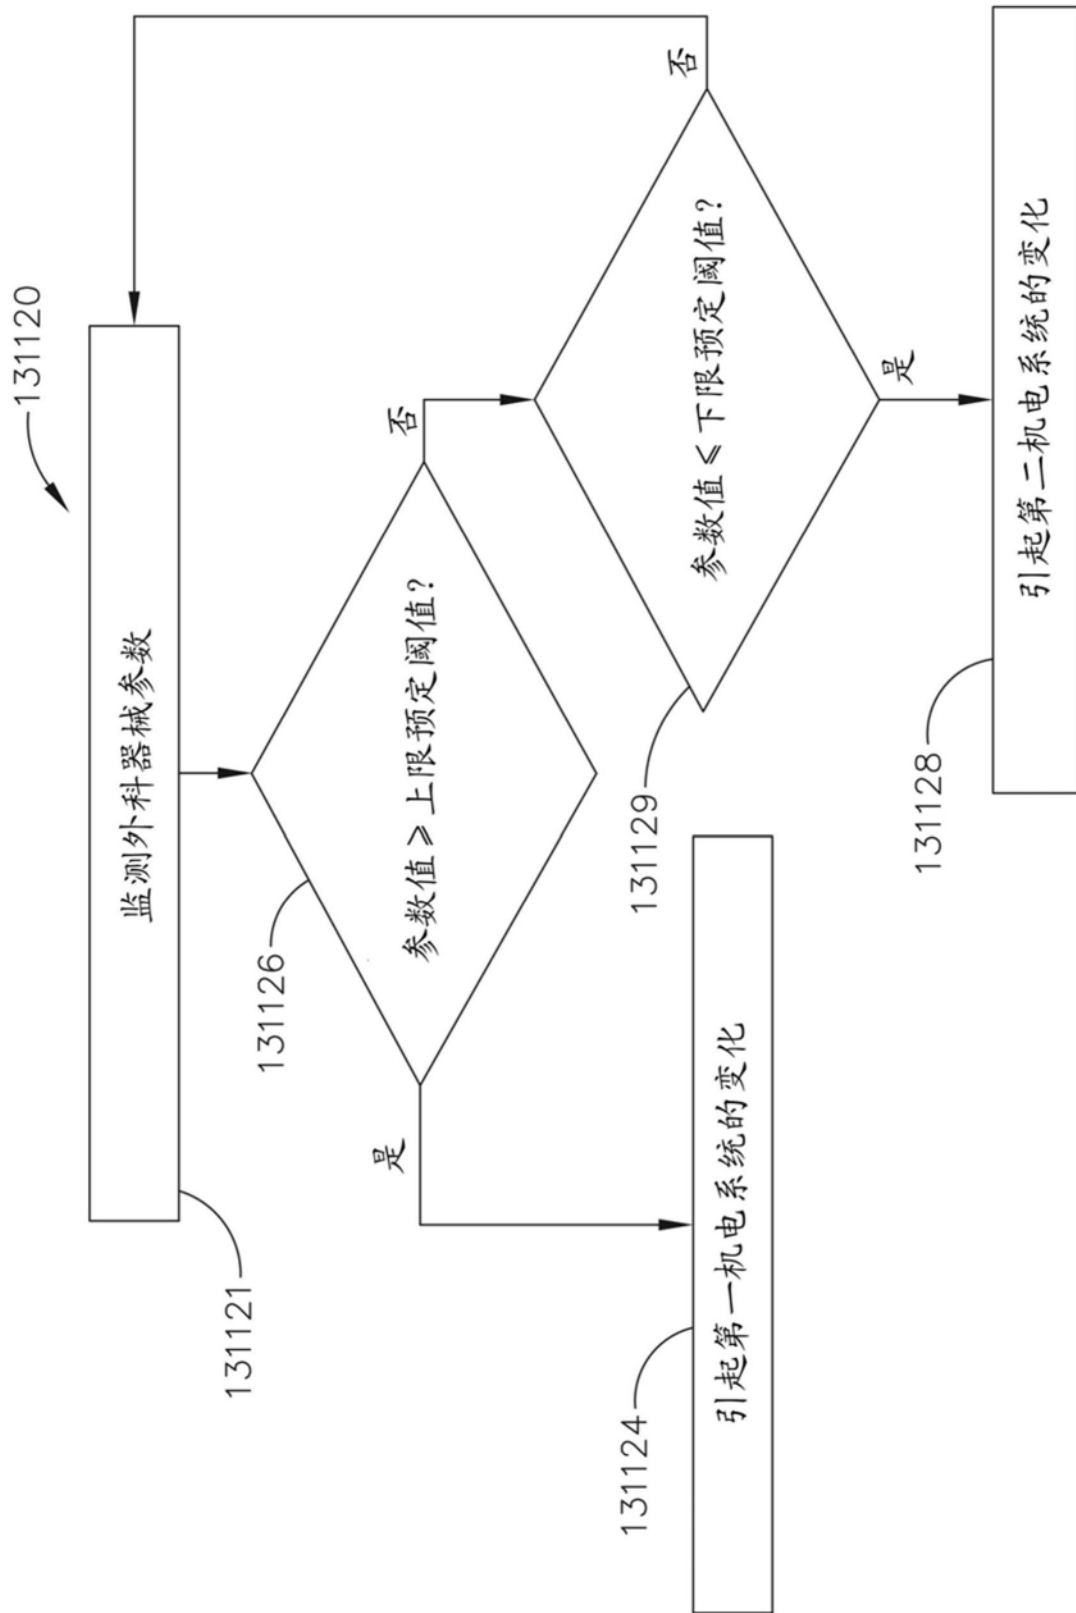 131120
监测外科器械参数
131121
131126
参数值≥上限预定阈值?
是
否
131129
参数值≤下限预定阈值?
否
是
131124
引起第一机电系统的变化
131128
引起第二机电系统的变化